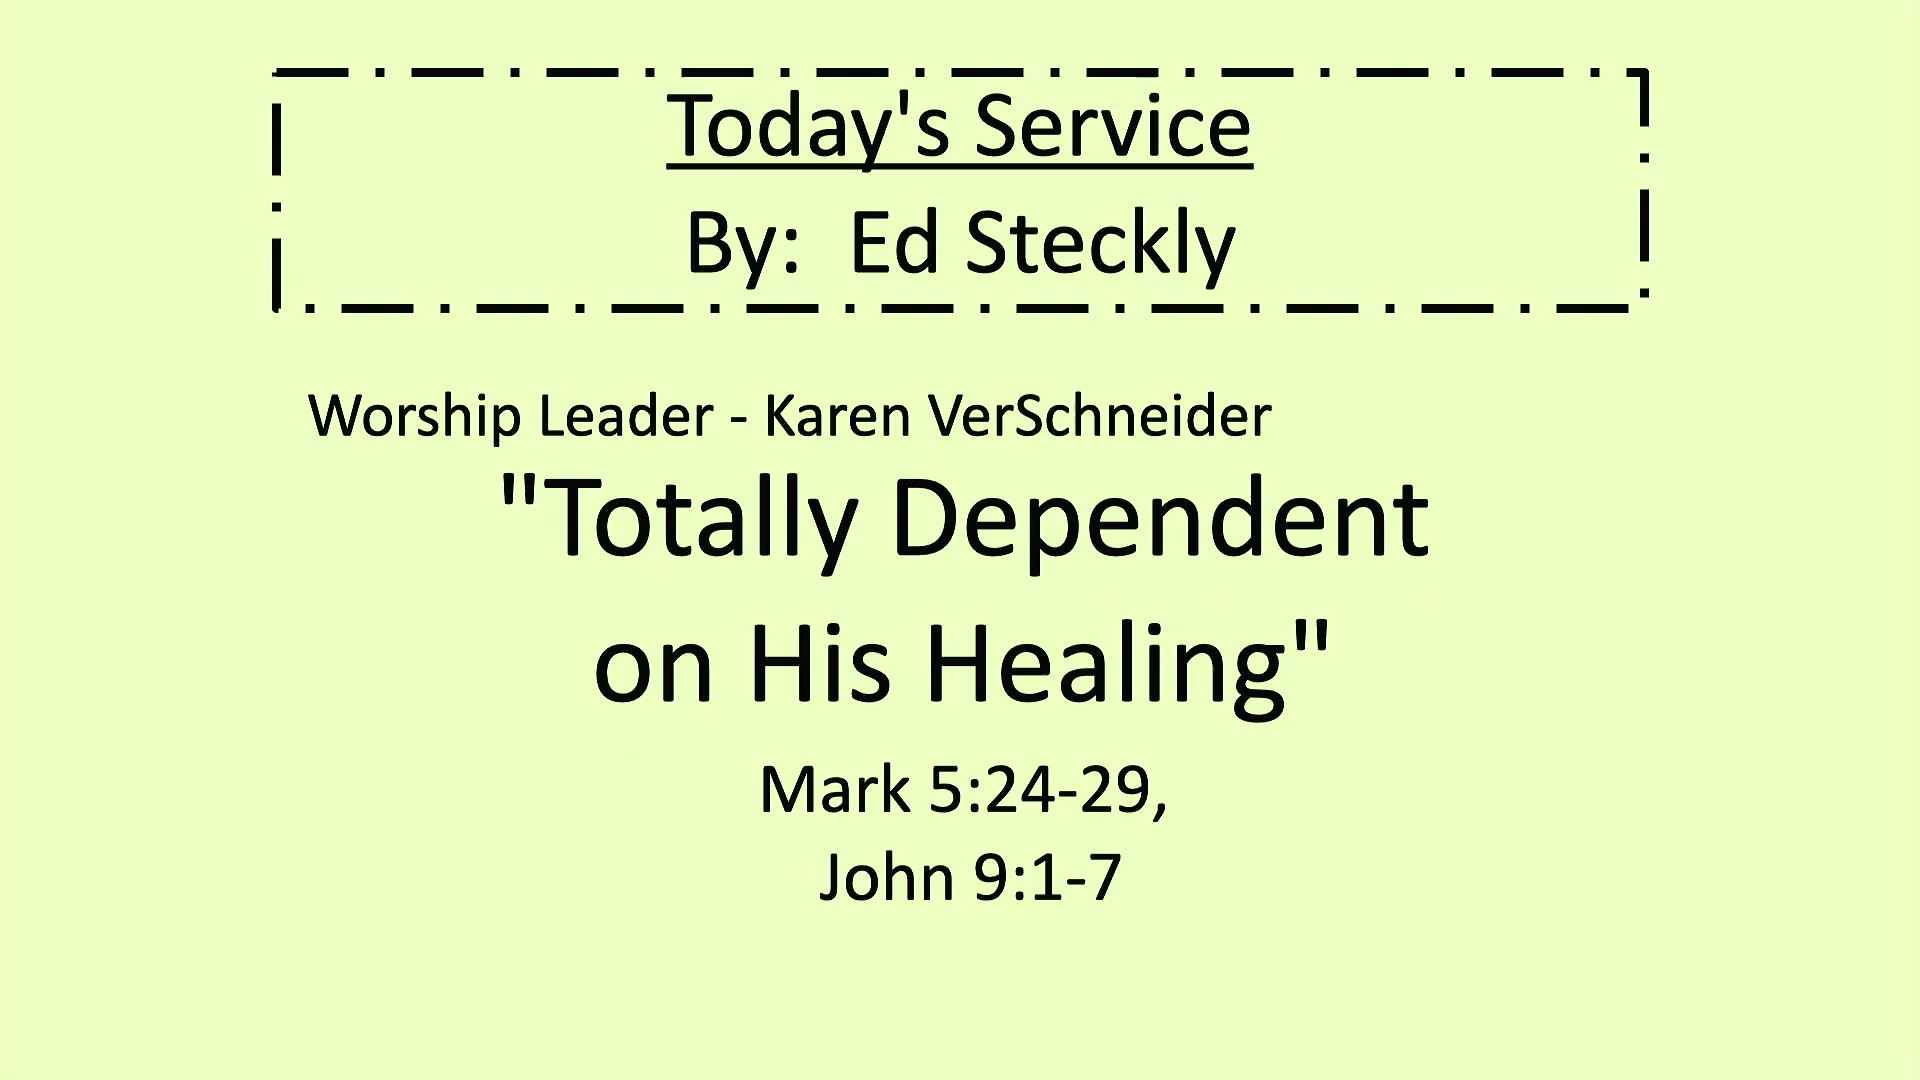 Today's Service
By:  Ed Steckly
Worship Leader - Karen VerSchneider
"Totally Dependent
on His Healing"
Mark 5:24-29,
John 9:1-7